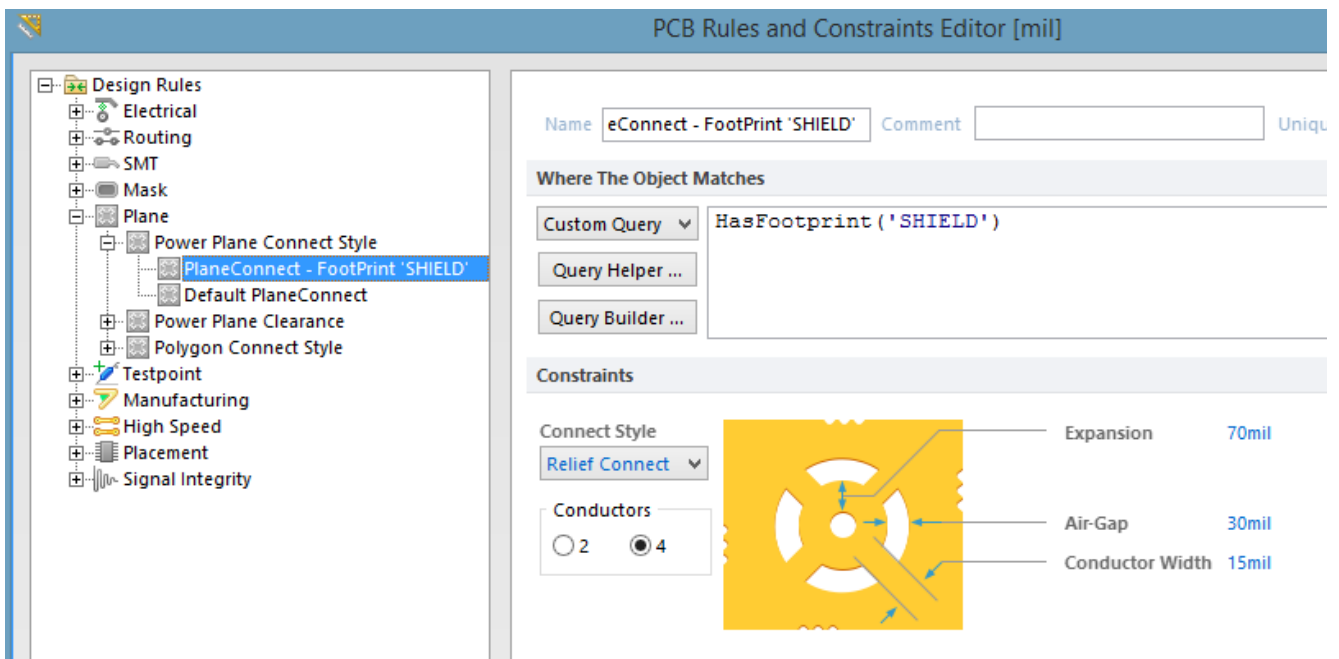 PCB Rules and Constraints Editor [mil]
Design Rules
Electrical
Routing
SMT
Mask
Plane
Power Plane Connect Style
PlaneConnect - FootPrint 'SHIELD'
Default PlaneConnect
Power Plane Clearance
Polygon Connect Style
Testpoint
Manufacturing
High Speed
Placement
Signal Integrity
Name eConnect - FootPrint 'SHIELD' Comment Uniqu
Where The Object Matches
Custom Query HasFootprint('SHIELD')
Query Helper ...
Query Builder ...
Constraints
Connect Style
Relief Connect
Conductors
2 4
Expansion 70mil
Air-Gap 30mil
Conductor Width 15mil